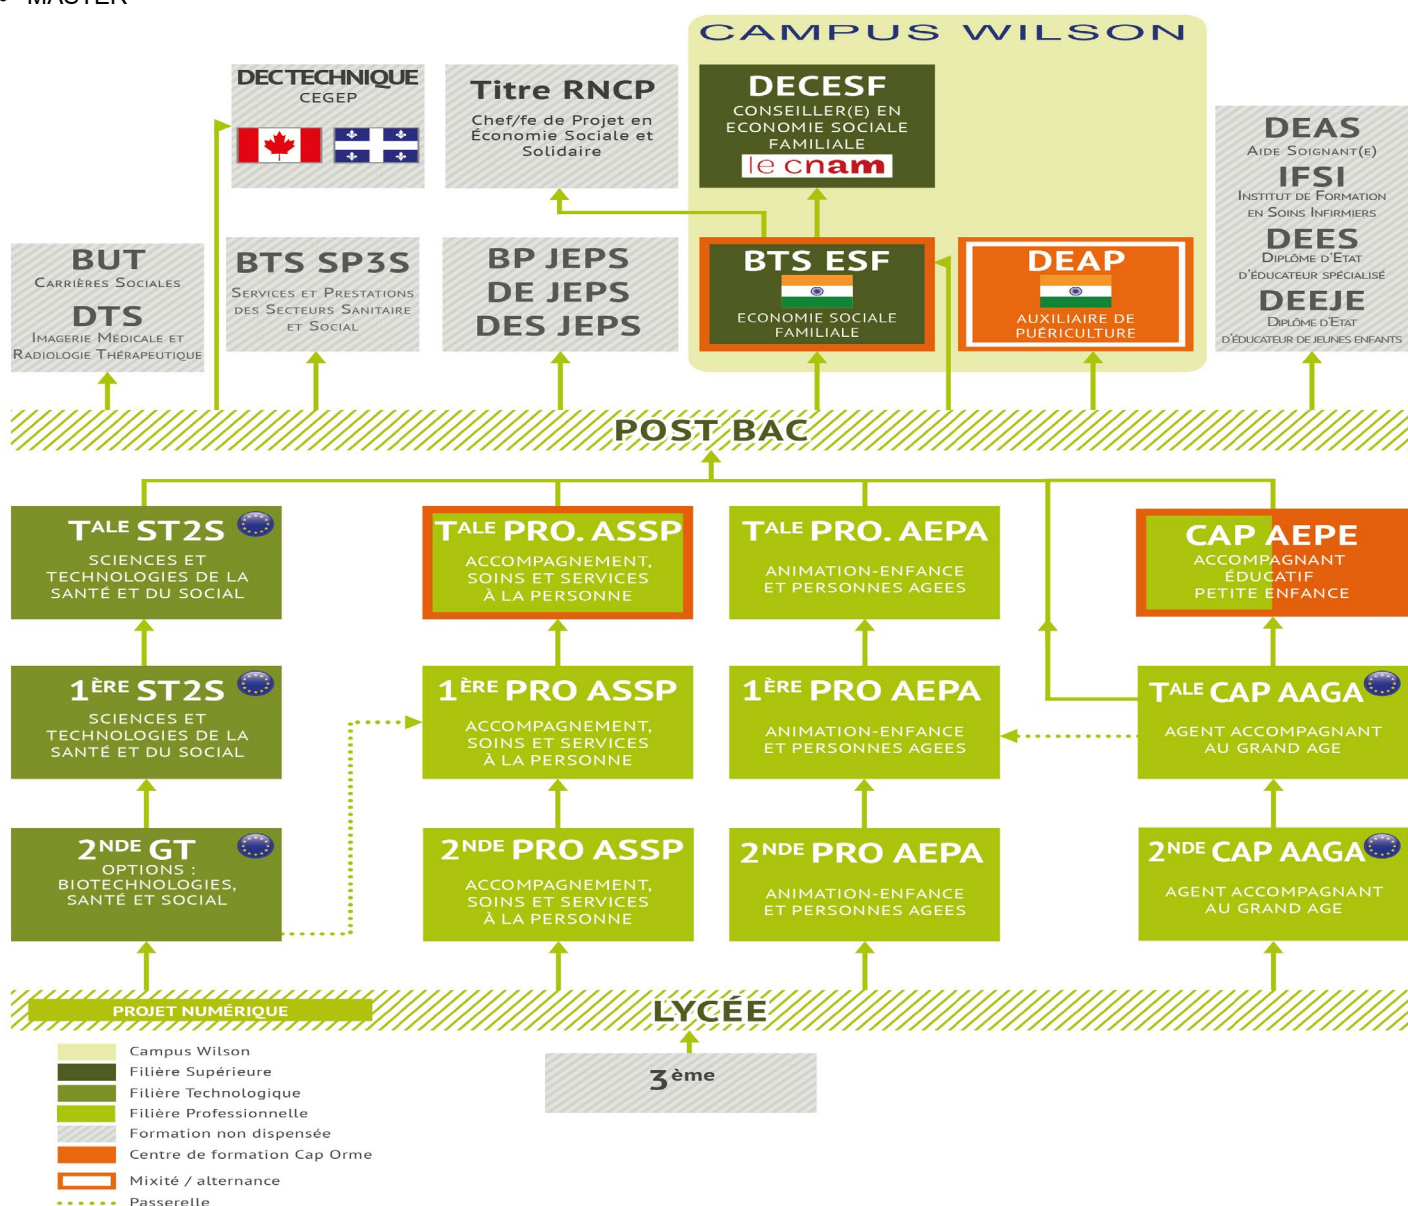 • MASTER
CAMPUS WILSON
DEC TECHNIQUE
CEGEP
Titre RNCP
Chef/fe de Projet en
Économie Sociale et
Solidaire
DECESF
CONSEILLER(E) EN
ECONOMIE SOCIALE
FAMILIALE
le cnam
DEAS
AIDE SOIGNANT(E)
IFSI
INSTITUT DE FORMATION
EN SOINS INFIRMIERS
DEES
DIPLÔME D'ETAT
D'ÉDUCATEUR SPÉCIALISÉ
DEEJE
DIPLÔME D'ETAT
D'ÉDUCATEUR DE JEUNES ENFANTS
BUT
CARRIÈRES SOCIALES
DTS
IMAGERIE MÉDICALE ET
RADIOLOGIE THÉRAPEUTIQUE
BTS SP3S
SERVICES ET PRESTATIONS
DES SECTEURS SANITAIRE
ET SOCIAL
BP JEPS
DE JEPS
DES JEPS
BTS ESF
ECONOMIE SOCIALE
FAMILIALE
DEAP
AUXILIAIRE DE
PUÉRICULTURE
POST BAC
TALE ST2S
SCIENCES ET
TECHNOLOGIES DE LA
SANTÉ ET DU SOCIAL
TALE PRO. ASSP
ACCOMPAGNEMENT,
SOINS ET SERVICES
À LA PERSONNE
TALE PRO. AEPA
ANIMATION-ENFANCE
ET PERSONNES AGEES
CAP AEPE
ACCOMPAGNANT
ÉDUCATIF
PETITE ENFANCE
1ÈRE ST2S
SCIENCES ET
TECHNOLOGIES DE LA
SANTÉ ET DU SOCIAL
1ÈRE PRO ASSP
ACCOMPAGNEMENT,
SOINS ET SERVICES
À LA PERSONNE
1ÈRE PRO AEPA
ANIMATION-ENFANCE
ET PERSONNES AGEES
TALE CAP AAGA
AGENT ACCOMPAGNANT
AU GRAND AGE
2NDE GT
OPTIONS :
BIOTECHNOLOGIES,
SANTÉ ET SOCIAL
2NDE PRO ASSP
ACCOMPAGNEMENT,
SOINS ET SERVICES
À LA PERSONNE
2NDE PRO AEPA
ANIMATION-ENFANCE
ET PERSONNES AGEES
2NDE CAP AAGA
AGENT ACCOMPAGNANT
AU GRAND AGE
PROJET NUMÉRIQUE
LYCÉE
3ème
Campus Wilson
Filière Supérieure
Filière Technologique
Filière Professionnelle
Formation non dispensée
Centre de formation Cap Orme
Mixité / alternance
Passerelle